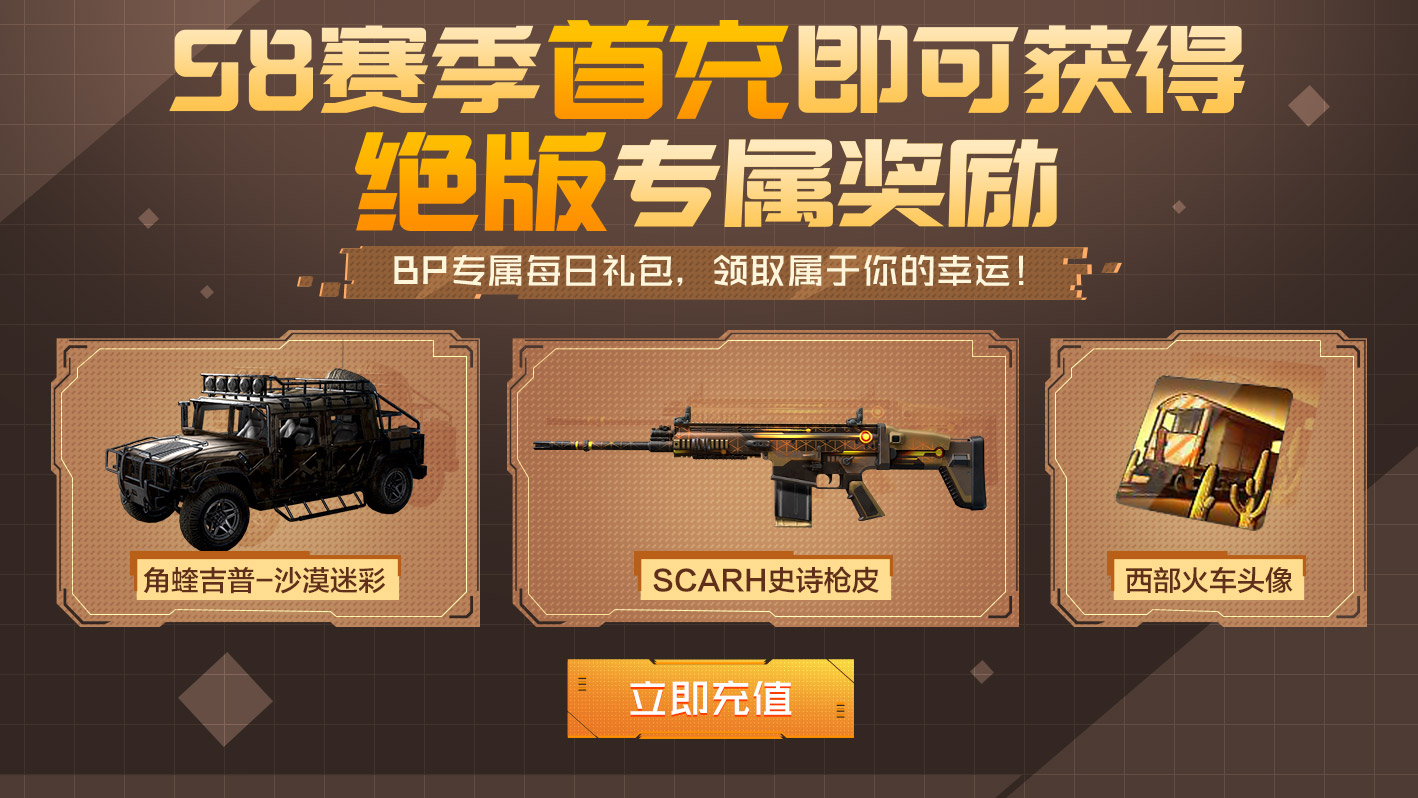 S8赛季首充即可获得
绝版专属奖励
BP专属每日礼包，领取属于你的幸运！
角蝰吉普-沙漠迷彩
SCARH史诗枪皮
西部火车头像
立即充值